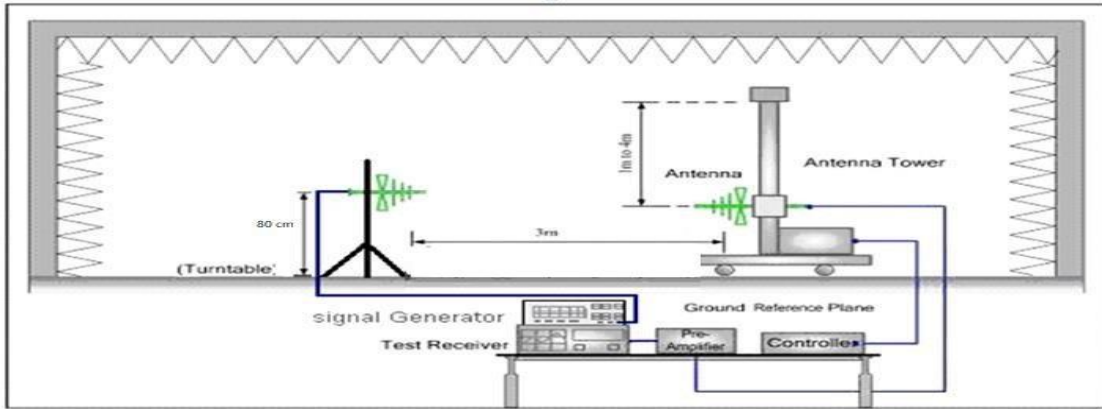 1m to 4m
Antenna
Antenna Tower
80 cm
3m
(Turntable)
Ground Reference Plane
signal Generator
Test Receiver
Pre-
Amplifier
Controlle